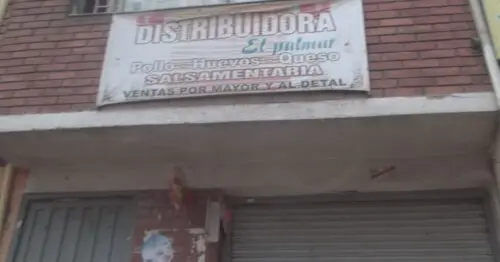 DISTRIBUIDORA
El palmar
Pollo Huevos Queso
SALSAMENTARIA
VENTAS POR MAYOR Y AL DETAL